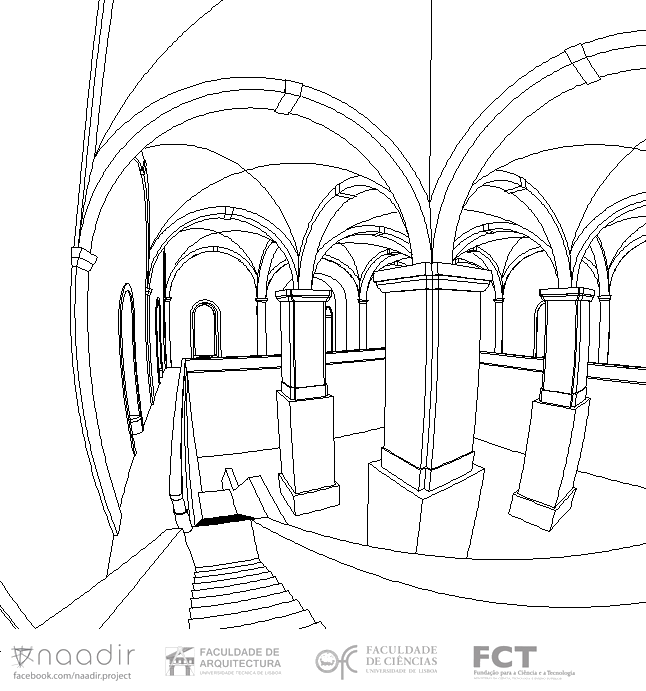 naadir
facebook.com/naadir.project
FACULDADE DE
ARQUITECTURA
UNIVERSIDADE TÉCNICA DE LISBOA
FACULDADE
DE CIÊNCIAS
UNIVERSIDADE DE LISBOA
FCT
Fundação para a Ciência e a Tecnologia